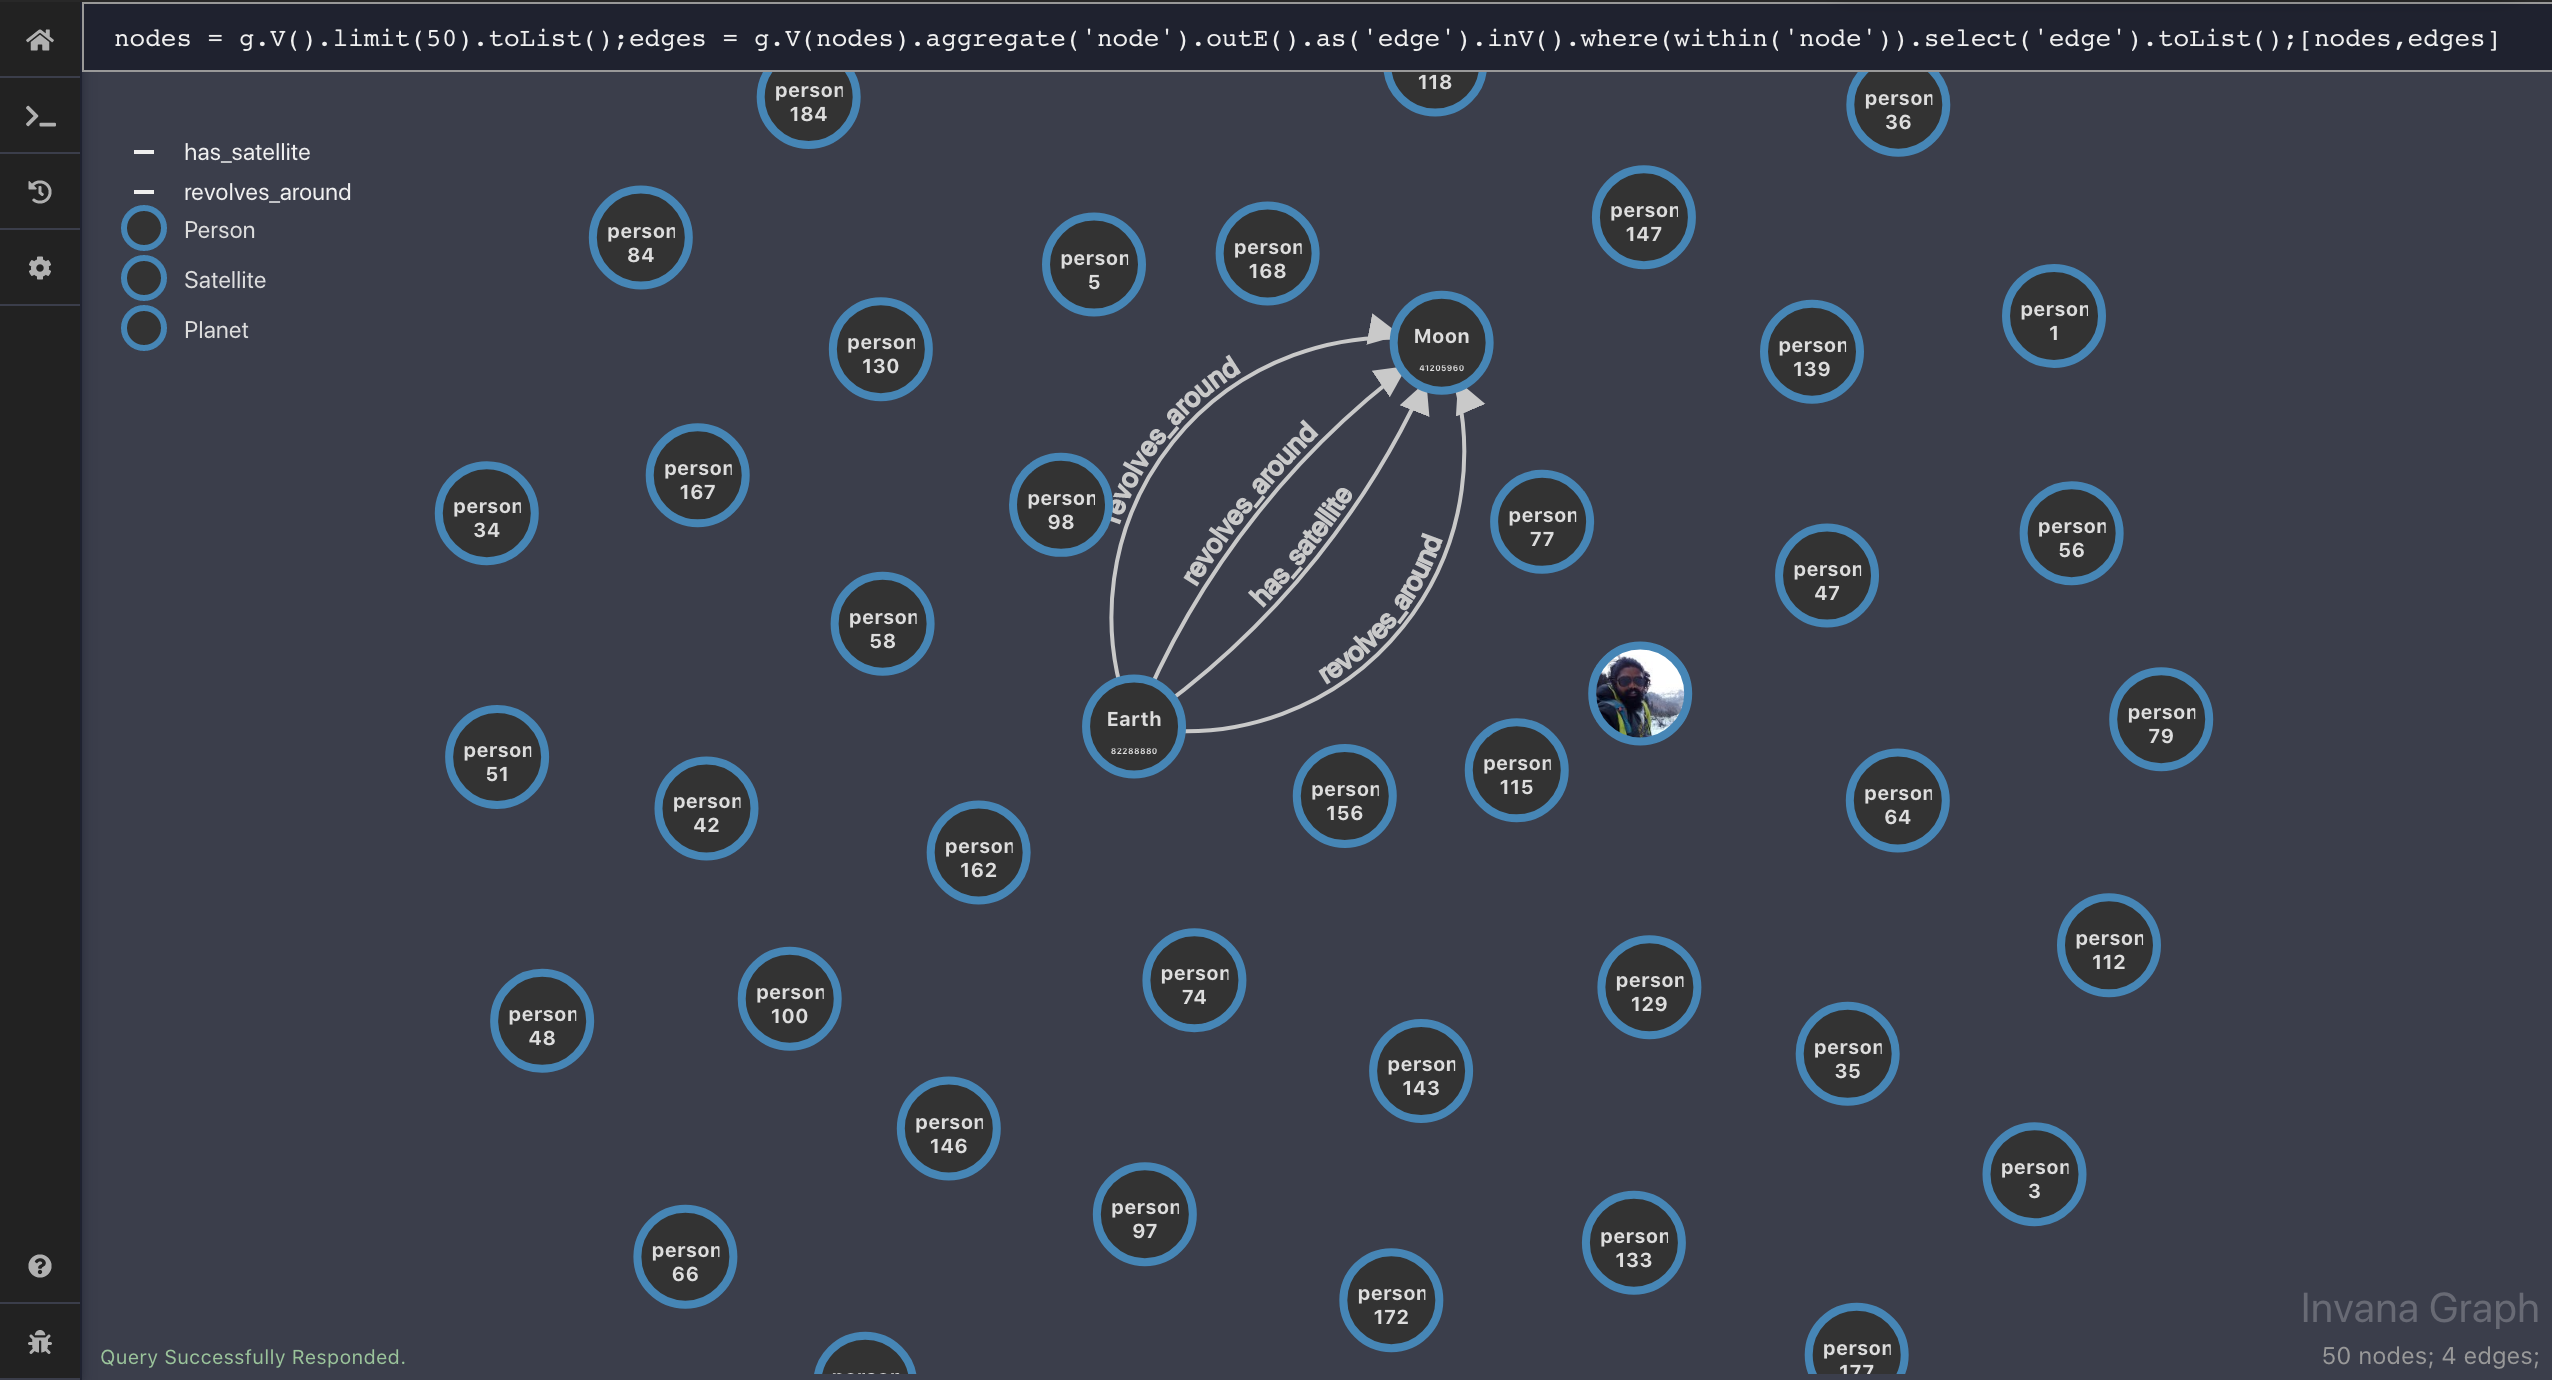 nodes = g.V().limit(50).toList();edges = g.V(nodes).aggregate('node').outE().as('edge').inV().where(within('node')).select('edge').toList();[nodes,edges]
has_satellite
revolves_around
Person
Satellite
Planet
person
184
118
person
36
person
84
person
5
person
168
person
147
person
1
person
130
Moon
41205960
person
139
revolves_around
revolves_around
has_satellite
revolves_around
person
34
person
167
person
98
person
77
person
47
person
56
person
58
Earth
82288880
person
79
person
51
person
42
person
162
person
156
person
115
person
64
person
112
person
48
person
100
person
74
person
143
person
129
person
35
person
146
person
97
person
3
person
66
person
172
person
133
person
177
person
Query Successfully Responded.
Invana Graph
50 nodes; 4 edges;